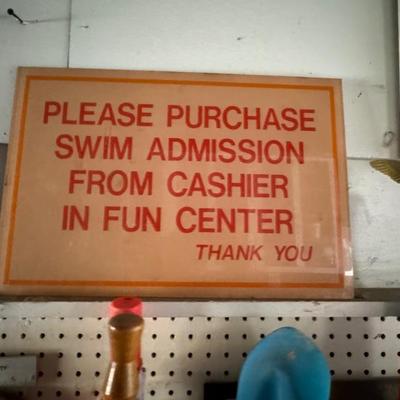 PLEASE PURCHASE
SWIM ADMISSION
FROM CASHIER
IN FUN CENTER
THANK YOU